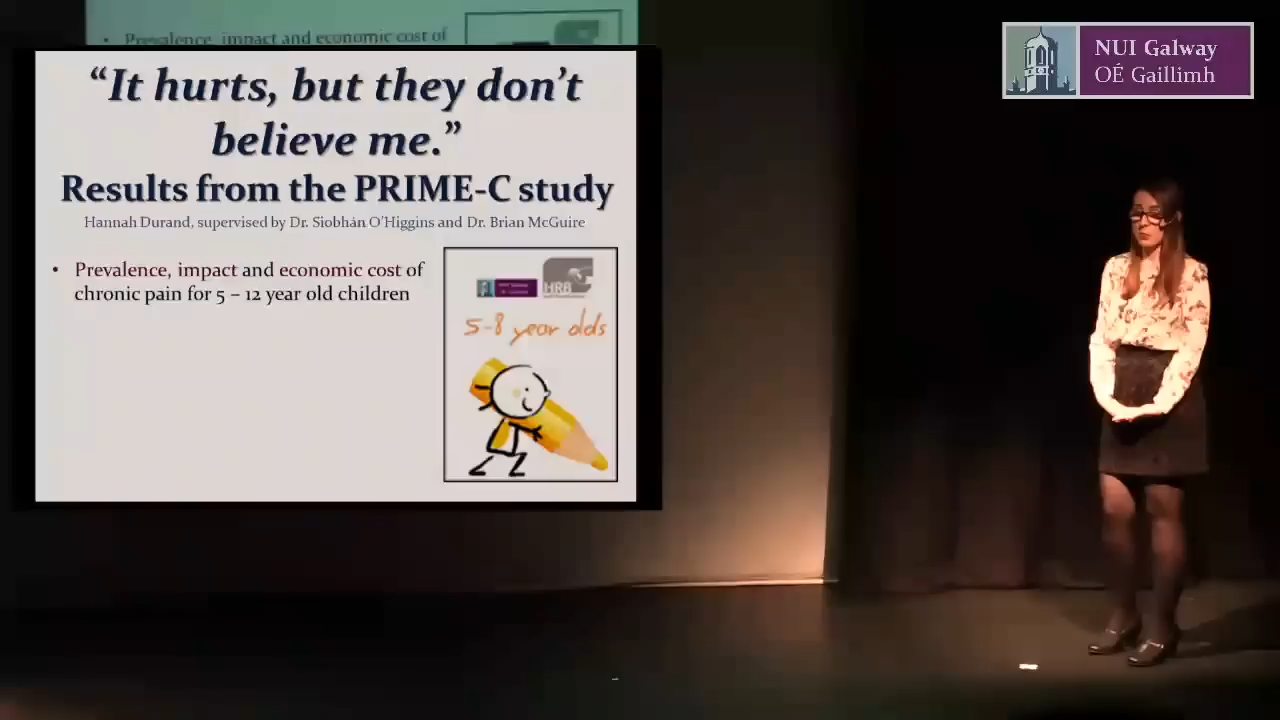 Prevalence, impact and economic cost of
“It hurts, but they don’t
believe me.”
Results from the PRIME-C study
Hannah Durand, supervised by Dr. Siobhán O’Higgins and Dr. Brian McGuire
• Prevalence, impact and economic cost of
chronic pain for 5 – 12 year old children
HRB
5-8 year olds
NUI Galway
OÉ Gaillimh